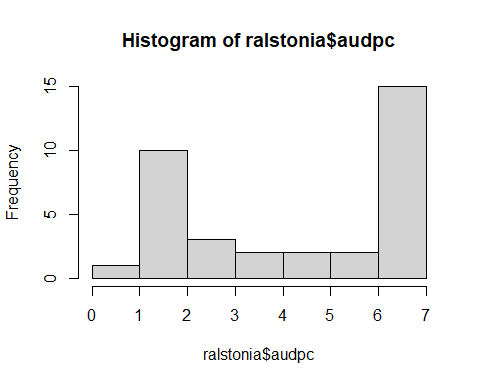 Histogram of ralstonia$audpc
Frequency
15
10
5
0
0 1 2 3 4 5 6 7
ralstonia$audpc